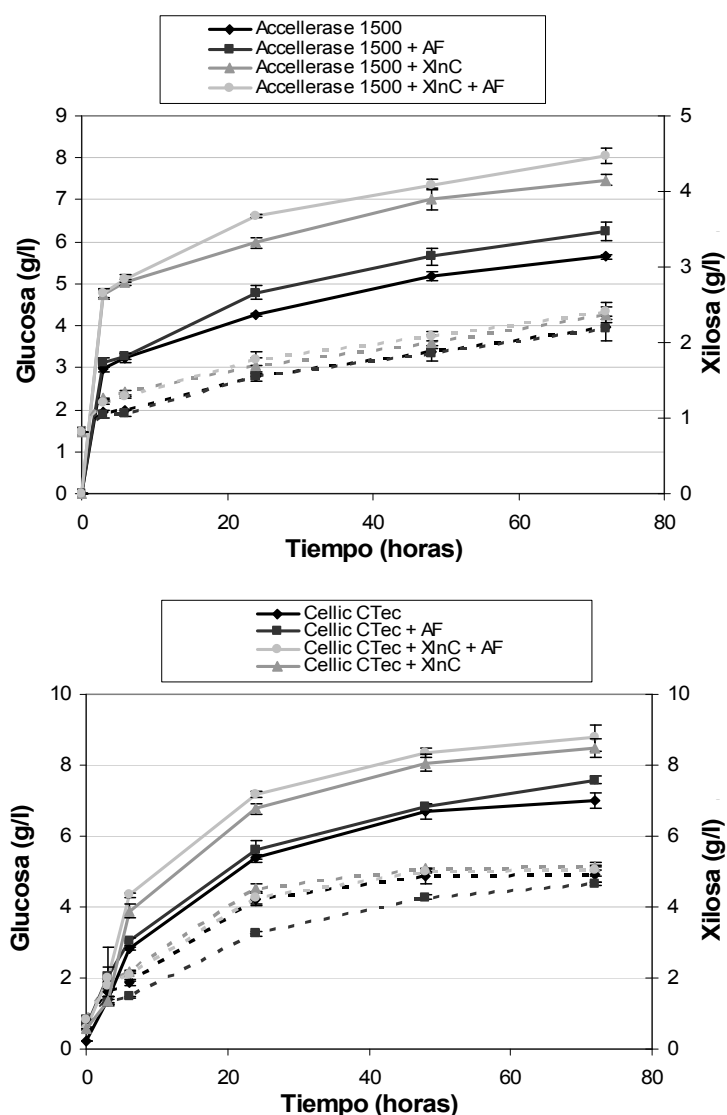 Accellerase 1500
Accellerase 1500 + AF
Accellerase 1500 + XlnC
Accellerase 1500 + XlnC + AF
9
8
7
6
5
4
3
2
1
0
Glucosa (g/l)
5
4
3
2
1
0
Xilosa (g/l)
0 20 40 60 80
Tiempo (horas)
Cellic CTec
Cellic CTec + AF
Cellic CTec + XlnC + AF
Cellic CTec + XlnC
10
8
6
4
2
0
Glucosa (g/l)
10
8
6
4
2
0
Xilosa (g/l)
0 20 40 60 80
Tiempo (horas)